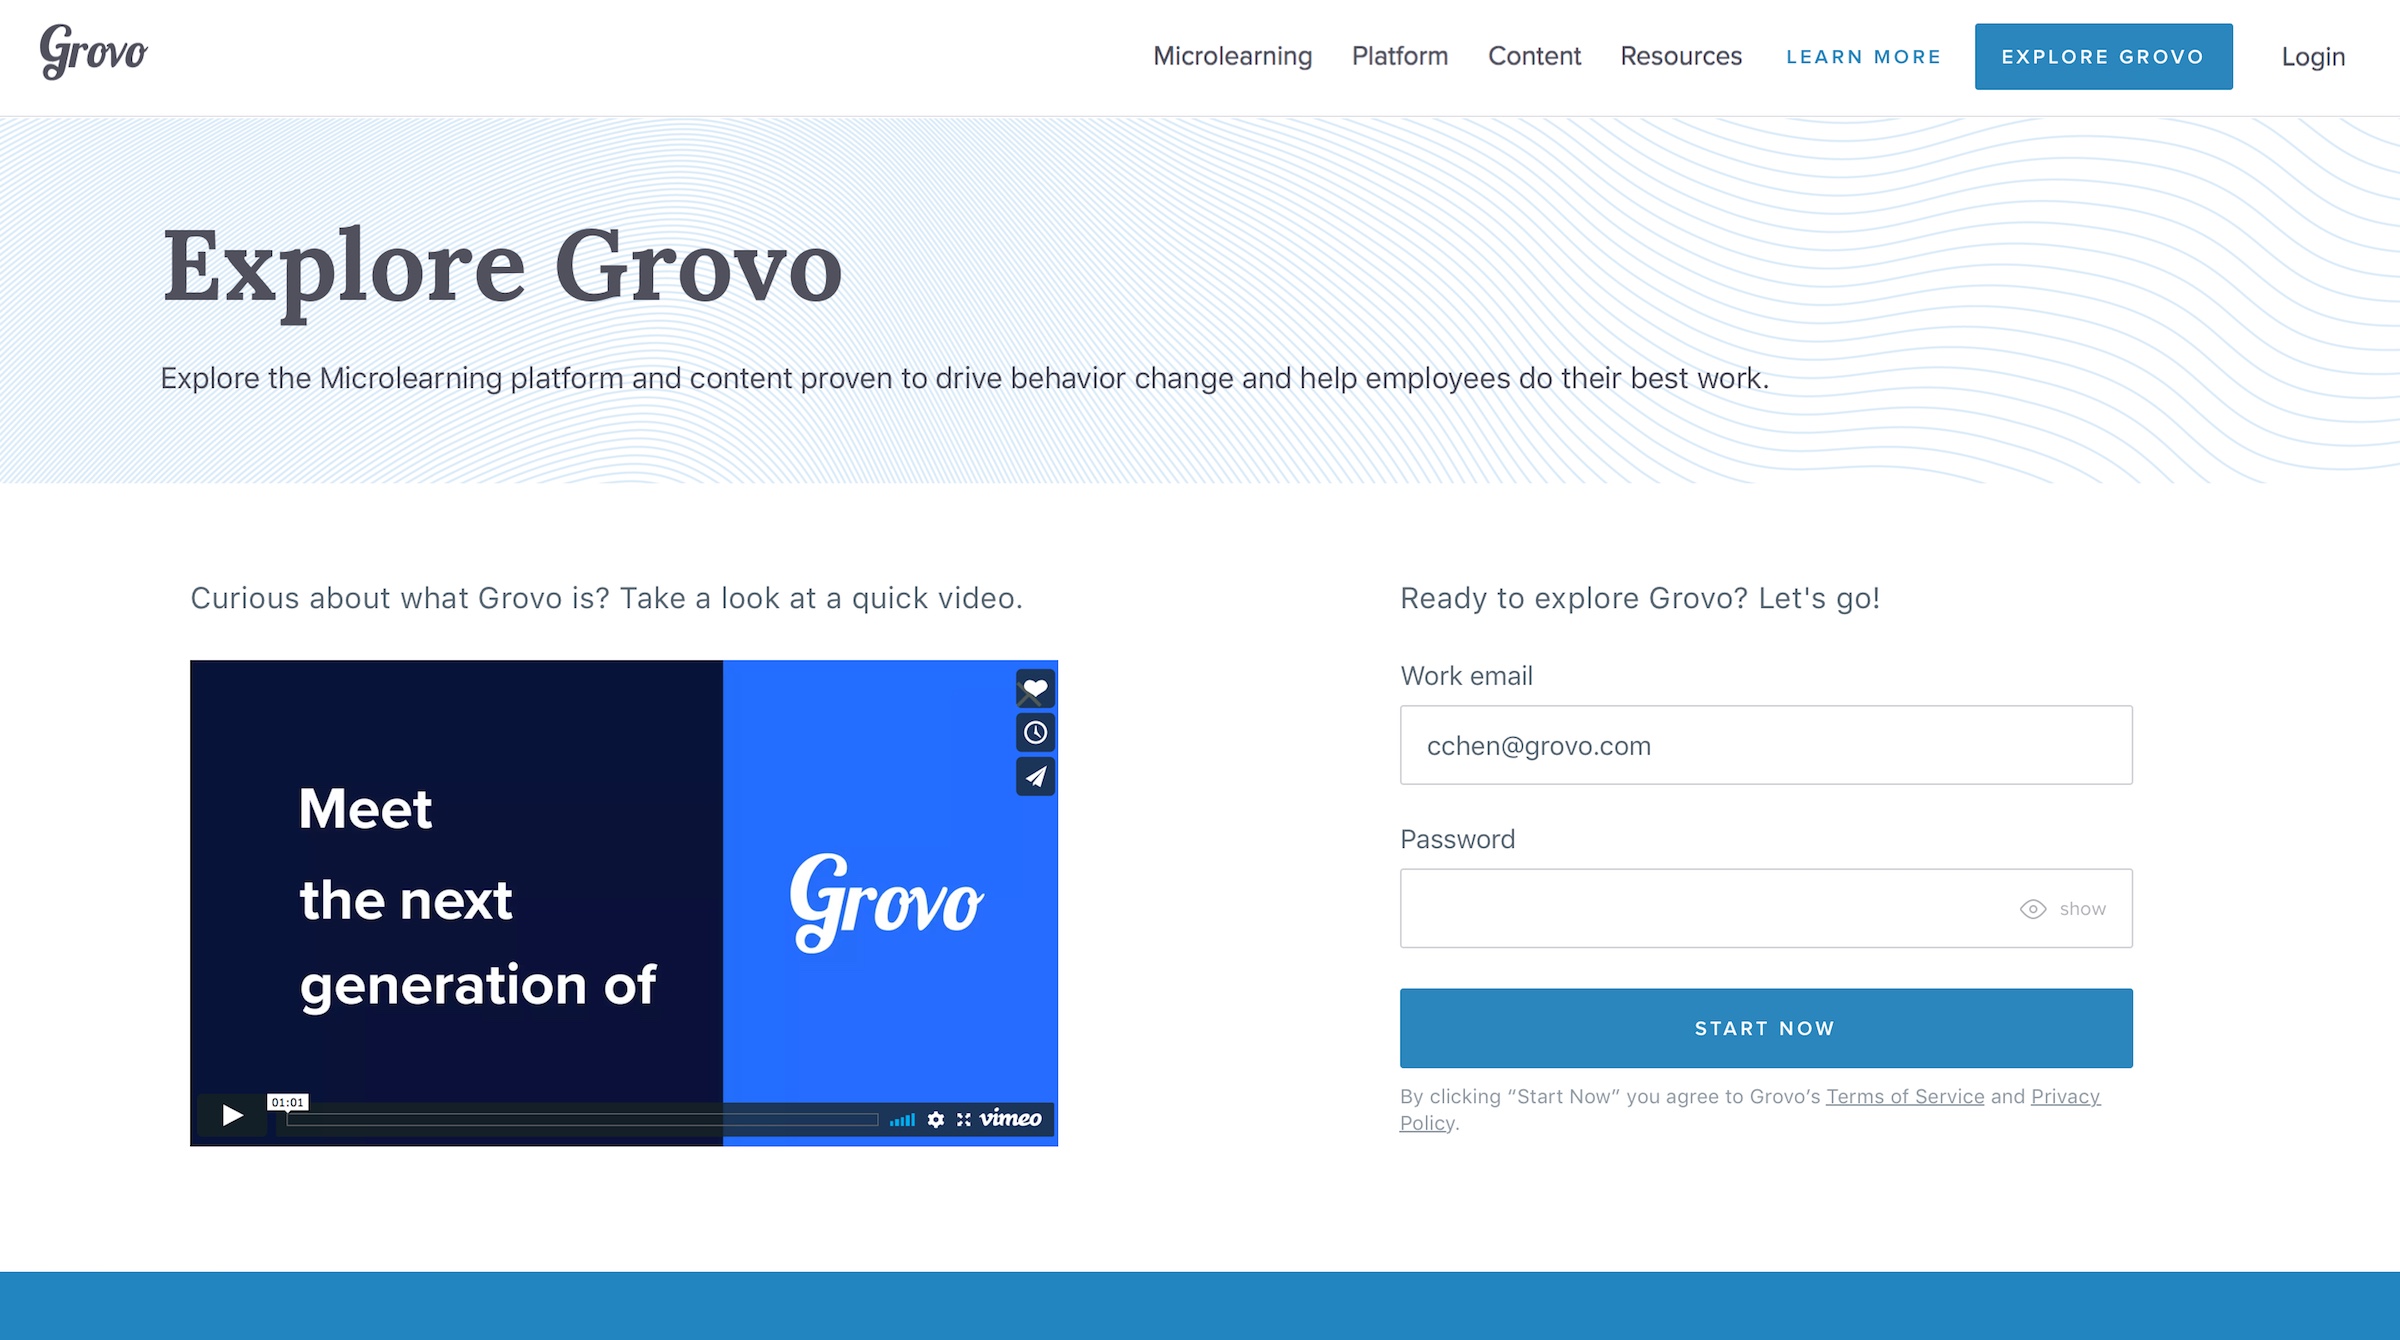 Grovo
Microlearning Platform Content Resources LEARN MORE EXPLORE GROVO Login
Explore Grovo
Explore the Microlearning platform and content proven to drive behavior change and help employees do their best work.
Curious about what Grovo is? Take a look at a quick video.
Meet
the next
generation of
Grovo
01:01
vimeo
Ready to explore Grovo? Let's go!
Work email
cchen@grovo.com
Password
show
START NOW
By clicking “Start Now” you agree to Grovo’s Terms of Service and Privacy
Policy.